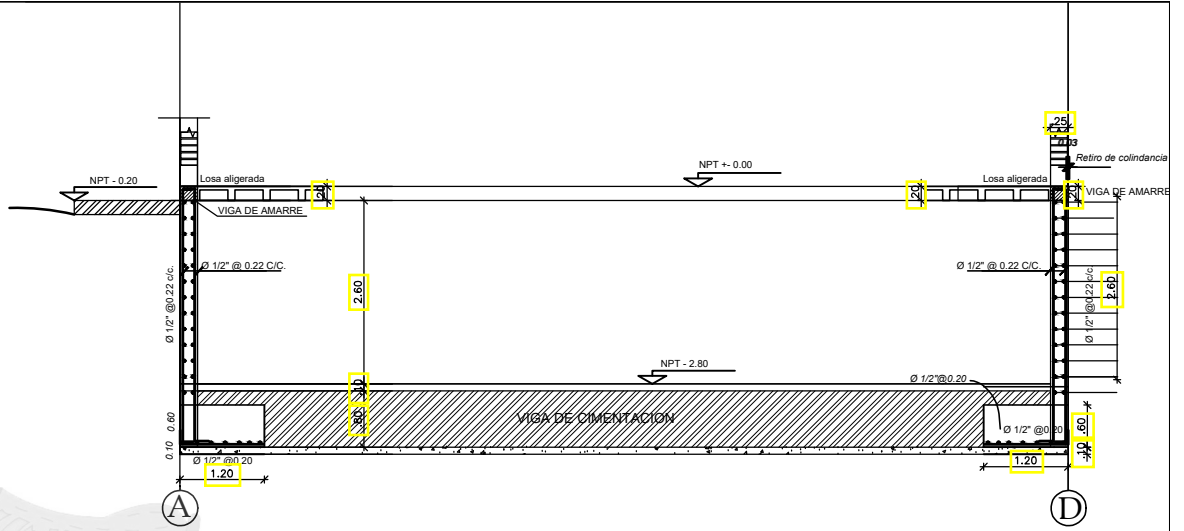 .25
0.03
Retiro de colindancia
NPT +- 0.00
NPT - 0.20
Losa aligerada
Losa aligerada
.20
.20
.20
VIGA DE AMARRE
VIGA DE AMARRE
Ø 1/2" @ 0.22 C/C.
Ø 1/2" @ 0.22 C/C.
Ø 1/2" @0.22 c/c.
2.60
2.60
Ø 1/2" @0.22 c/c.
NPT - 2.80
Ø 1/2"@0.20
.10
.80
VIGA DE CIMENTACION
0.60
0.10
Ø 1/2" @0.20
.60
.10
Ø 1/2" @0.20
1.20
1.20
A
D